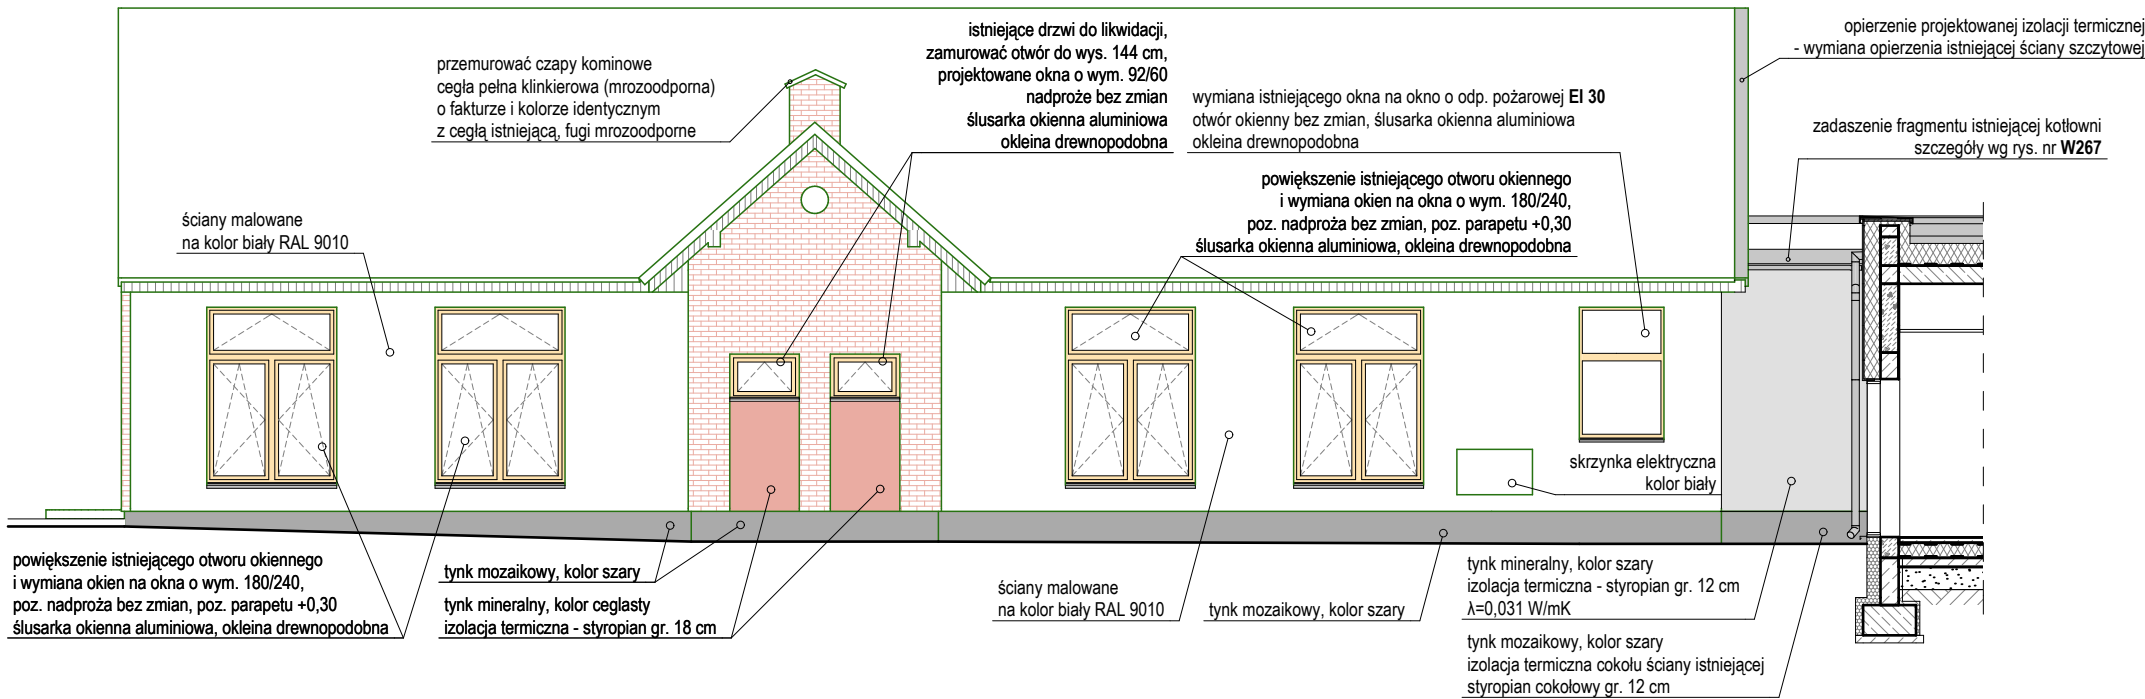 przemurować czapy kominowe
cegła pełna klinkierowa (mrozoodporna)
o fakturze i kolorze identycznym
z cegłą istniejącą, fugi mrozoodporne
istniejące drzwi do likwidacji,
zamurować otwór do wys. 144 cm,
projektowane okna o wym. 92/60
nadproże bez zmian
ślusarka okienna aluminiowa
okleina drewnopodobna
wymiana istniejącego okna na okno o odp. pożarowej EI 30
otwór okienny bez zmian, ślusarka okienna aluminiowa
okleina drewnopodobna
opierzenie projektowanej izolacji termicznej
- wymiana opierzenia istniejącej ściany szczytowej
zadaszenie fragmentu istniejącej kotłowni
szczegóły wg rys. nr W267
powiększenie istniejącego otworu okiennego
i wymiana okien na okna o wym. 180/240,
poz. nadproża bez zmian, poz. parapetu +0,30
ślusarka okienna aluminiowa, okleina drewnopodobna
ściany malowane
na kolor biały RAL 9010
skrzynka elektryczna
kolor biały
powiększenie istniejącego otworu okiennego
i wymiana okien na okna o wym. 180/240,
poz. nadproża bez zmian, poz. parapetu +0,30
ślusarka okienna aluminiowa, okleina drewnopodobna
tynk mozaikowy, kolor szary
tynk mineralny, kolor ceglasty
izolacja termiczna - styropian gr. 18 cm
ściany malowane
na kolor biały RAL 9010
tynk mozaikowy, kolor szary
tynk mineralny, kolor szary
izolacja termiczna - styropian gr. 12 cm
λ=0,031 W/mK
tynk mozaikowy, kolor szary
izolacja termiczna cokołu ściany istniejącej
styropian cokołowy gr. 12 cm